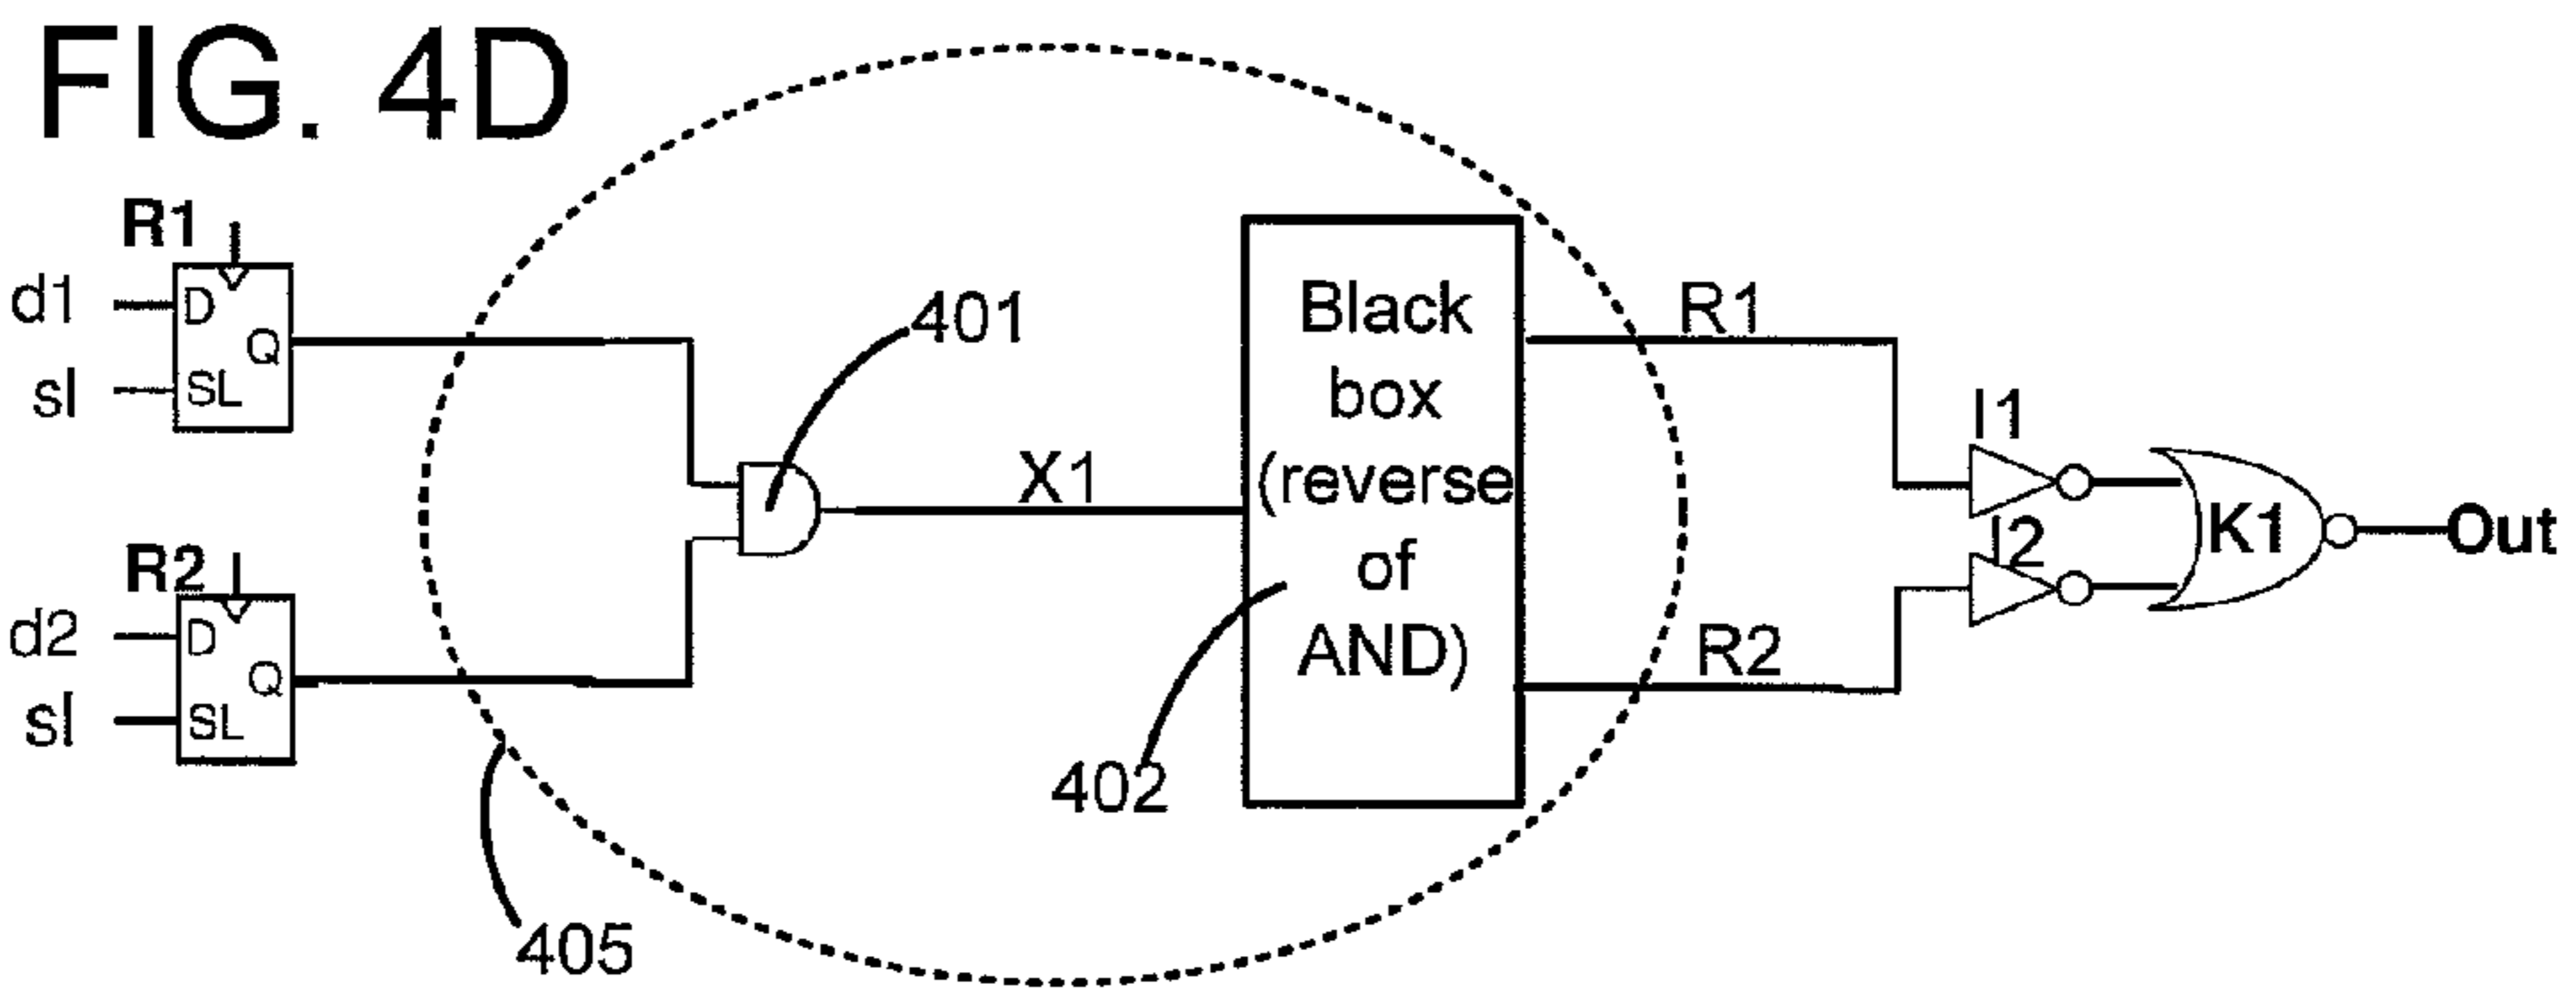 FIG. 4D
R1
d1
D
Q
sl
SL
R2
d2
D
Q
sl
SL
401
X1
Black
box
(reverse
of
AND)
402
405
R1
R2
I1
I2
K1
Out